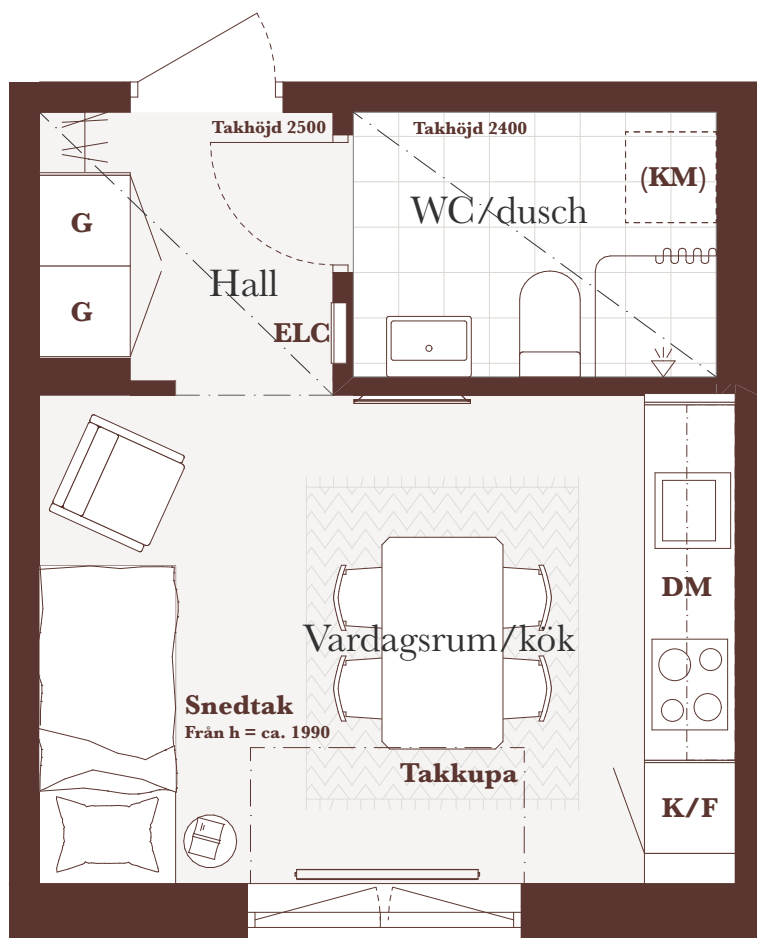 Takhöjd 2500
Takhöjd 2400
(KM)
G
WC/dusch
Hall
G
ELC
DM
Vardagsrum/kök
Snedtak
Från h = ca. 1990
Takkupa
K/F